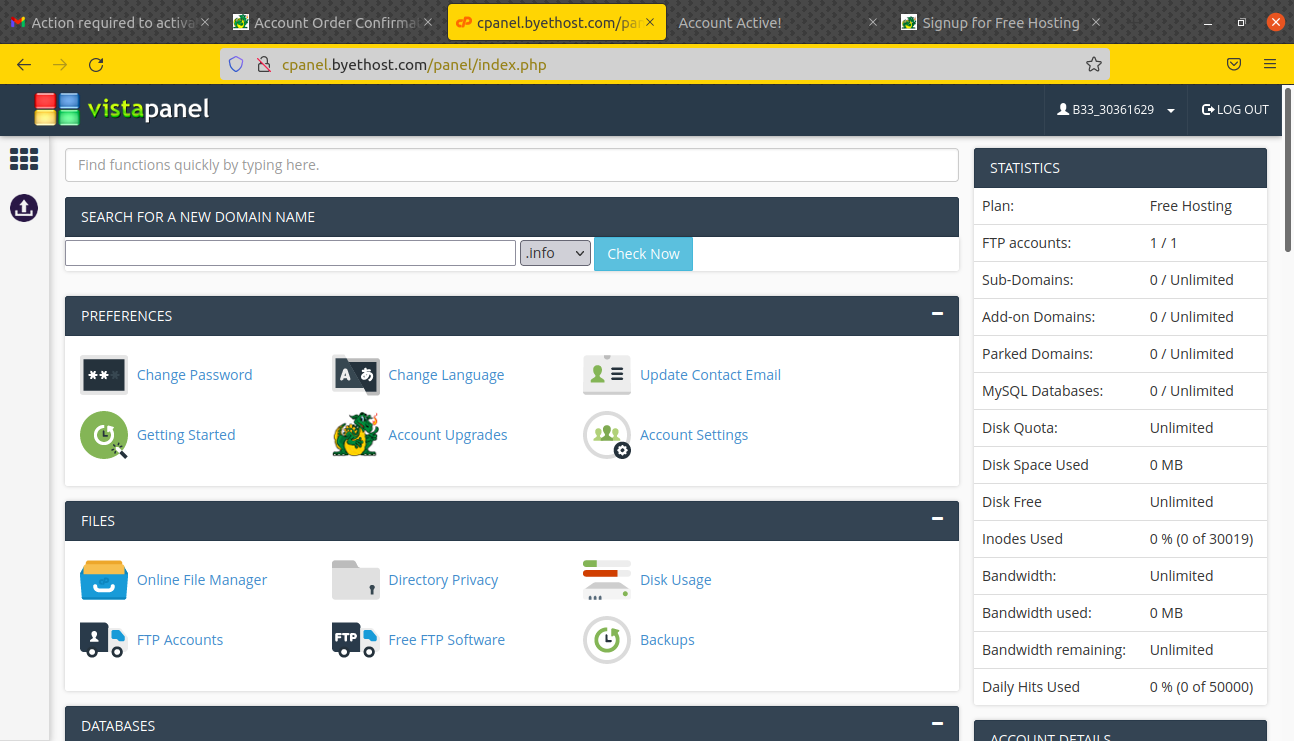 Action required to activa
Account Order Confirma
cpanel.byethost.com/pan
Account Active!
Signup for Free Hosting
cpanel.byethost.com/panel/index.php
vistapanel
B33_30361629
LOG OUT
Find functions quickly by typing here.
SEARCH FOR A NEW DOMAIN NAME
.info
Check Now
PREFERENCES
Change Password
Change Language
Update Contact Email
Getting Started
Account Upgrades
Account Settings
FILES
Online File Manager
Directory Privacy
Disk Usage
FTP Accounts
FTP
Free FTP Software
Backups
DATABASES
STATISTICS
Plan: Free Hosting
FTP accounts: 1 / 1
Sub-Domains: 0 / Unlimited
Add-on Domains: 0 / Unlimited
Parked Domains: 0 / Unlimited
MySQL Databases: 0 / Unlimited
Disk Quota: Unlimited
Disk Space Used 0 MB
Disk Free Unlimited
Inodes Used 0 % (0 of 30019)
Bandwidth: Unlimited
Bandwidth used: 0 MB
Bandwidth remaining: Unlimited
Daily Hits Used 0 % (0 of 50000)
ACCOUNT DETAILS